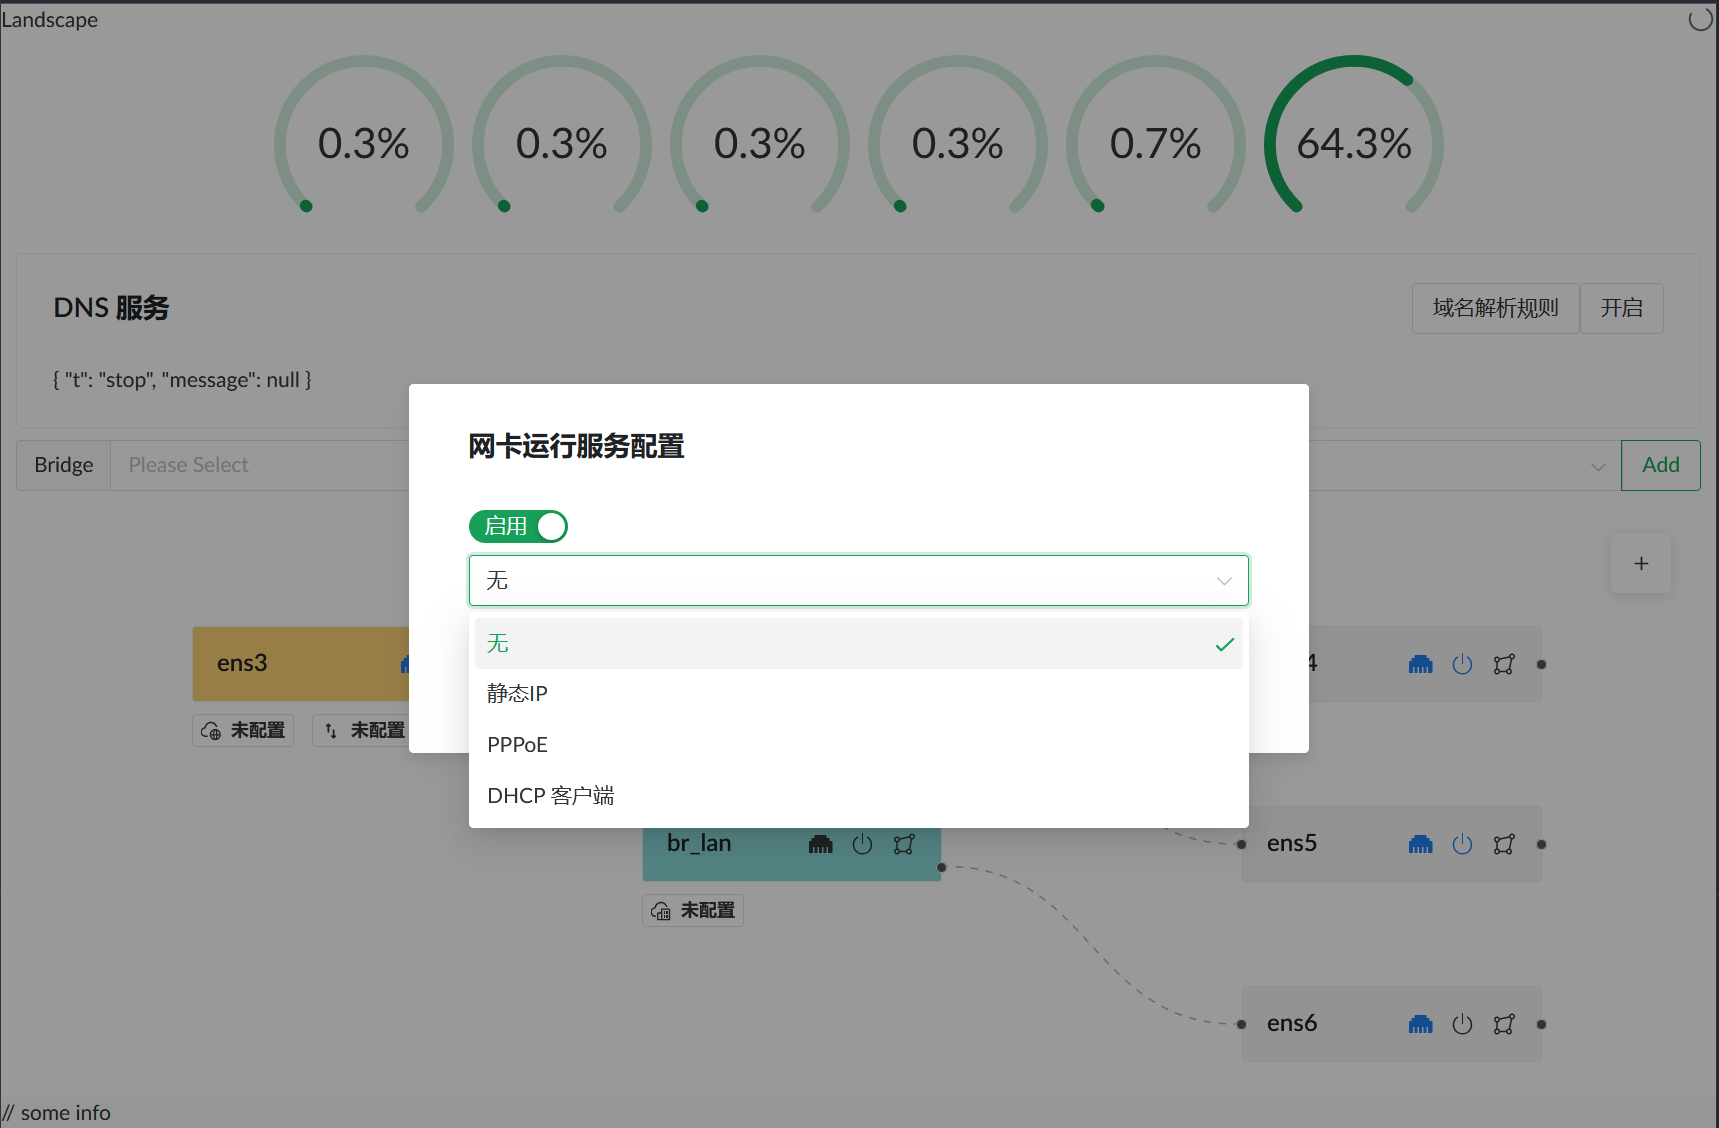 Landscape
0.3%
0.3%
0.3%
0.3%
0.7%
64.3%
DNS 服务
域名解析规则
开启
{ "t": "stop", "message": null }
Bridge
Please Select
Add
网卡运行服务配置
启用
无
无
静态IP
PPPoE
DHCP 客户端
+
ens3
未配置
未配置
4
br_lan
未配置
ens5
ens6
// some info